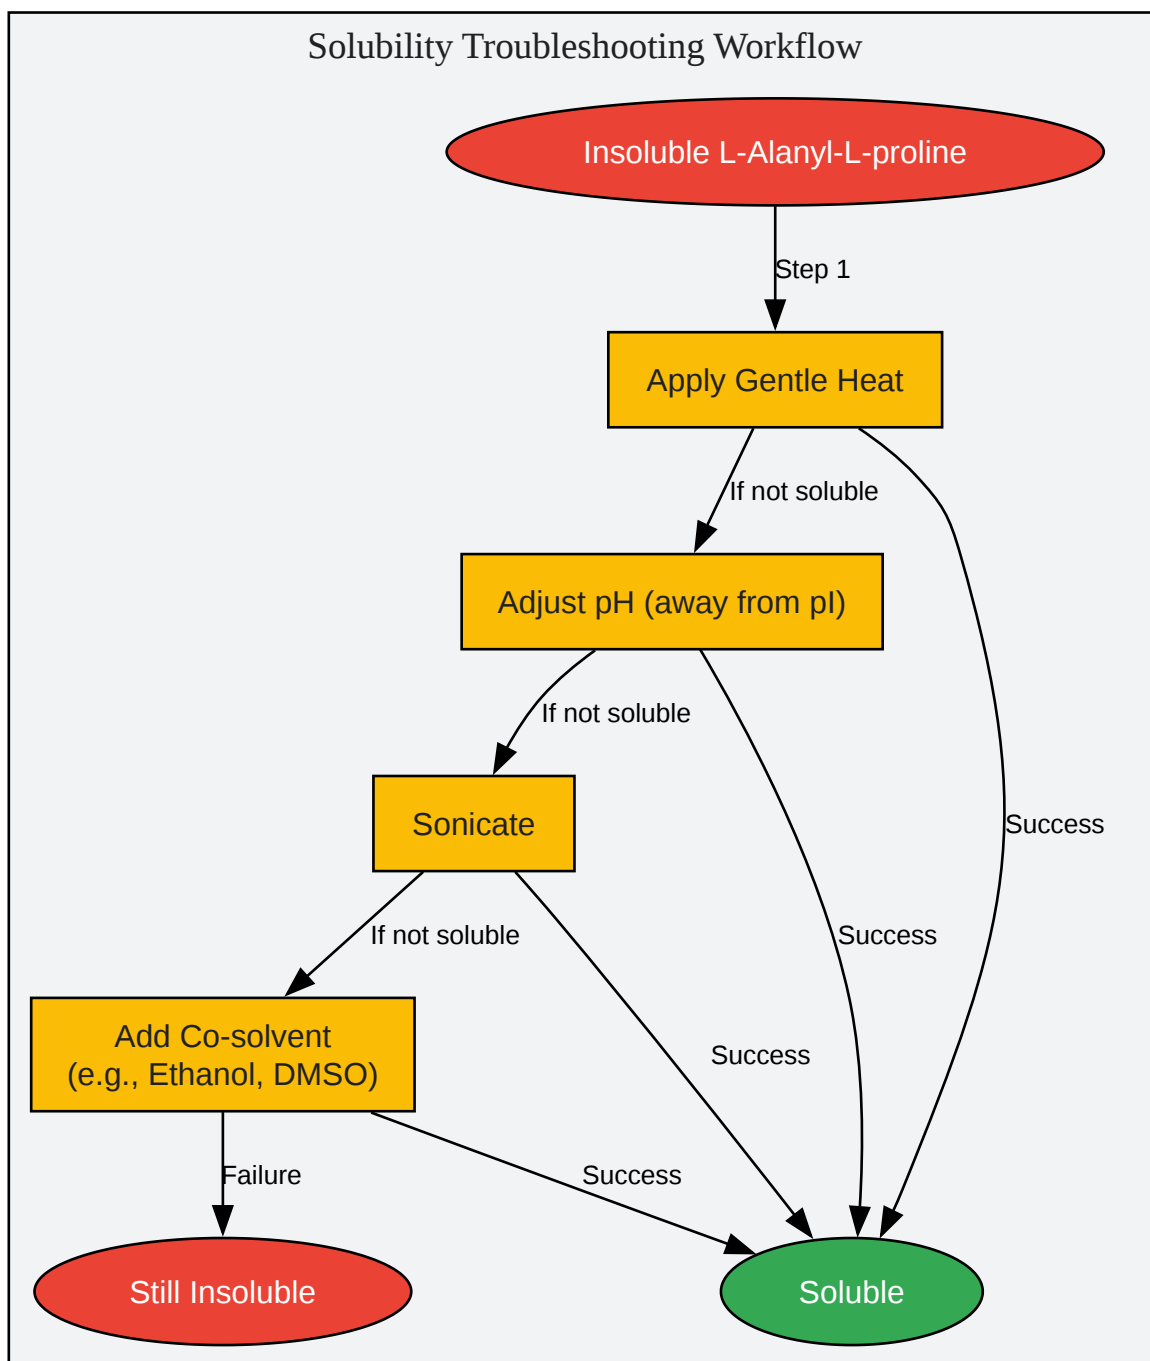 Solubility Troubleshooting Workflow
Insoluble L-Alanyl-L-proline
Step 1
Apply Gentle Heat
If not soluble
Adjust pH (away from pI)
If not soluble
Sonicate
Success
If not soluble
Success
Add Co-solvent
(e.g., Ethanol, DMSO)
Success
Failure
Success
Still Insoluble
Soluble